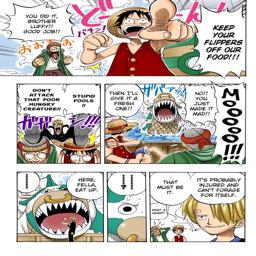 YOU DID IT,
BROTHER
LUFFY!!
GOOD JOB!!
KEEP
YOUR
FLIPPERS
OFF OUR
FOOD!!!
DON'T
ATTACK
THAT POOR
HUNGRY
CREATURE!!
STUPID
FOOLS
!!
THEN I'LL
GIVE IT A
FRESH
ONE!!
NO!!
YOU
JUST
MADE IT
MAD!!
MOOOOO!!!
HERE,
FELLA,
EAT UP.
THAT
MUST BE
IT.
IT'S PROBABLY
INJURED AND
CAN'T FORAGE
FOR ITSELF.